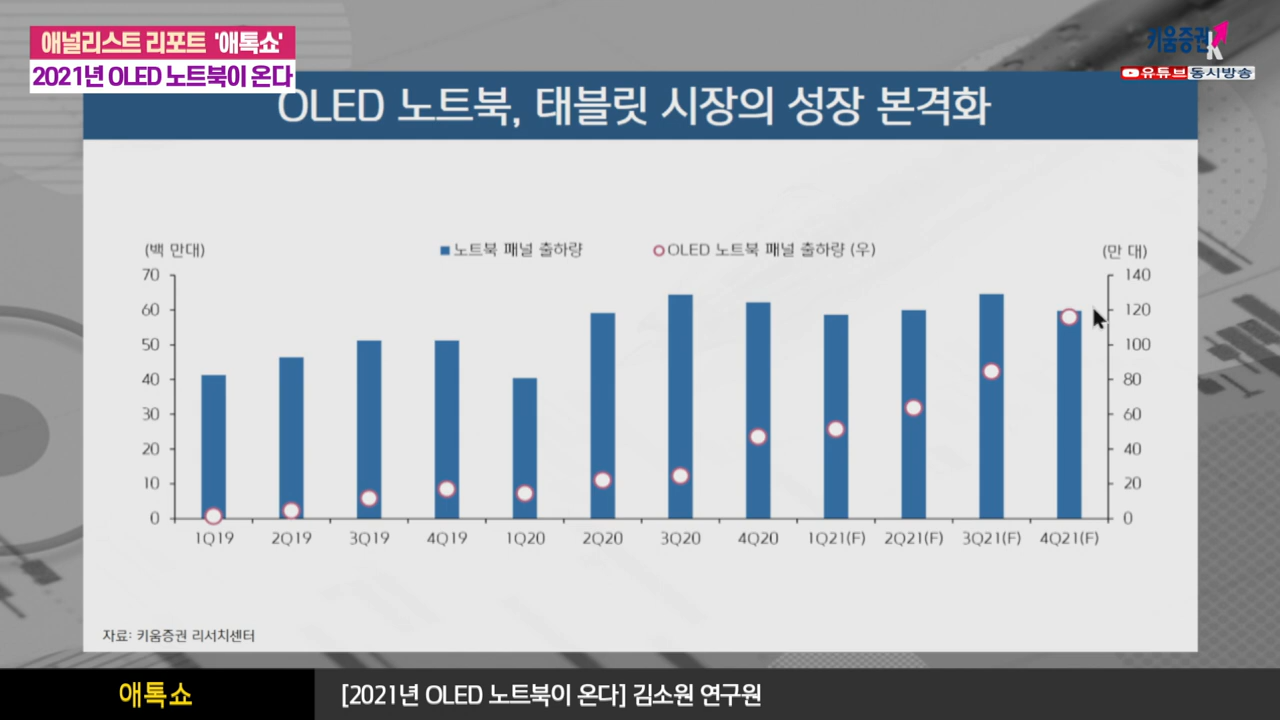 애널리스트 리포트 '애톡쇼'
2021년 OLED 노트북이 온다
키움증권
유튜브 동시방송
OLED 노트북, 태블릿 시장의 성장 본격화
(백 만대)
노트북 패널 출하량
OLED 노트북 패널 출하량 (우)
(만 대)
70
60
50
40
30
20
10
0
140
120
100
80
60
40
20
0
1Q19 2Q19 3Q19 4Q19 1Q20 2Q20 3Q20 4Q20 1Q21(F) 2Q21(F) 3Q21(F) 4Q21(F)
자료: 키움증권 리서치센터
애톡쇼
[2021년 OLED 노트북이 온다] 김소원 연구원